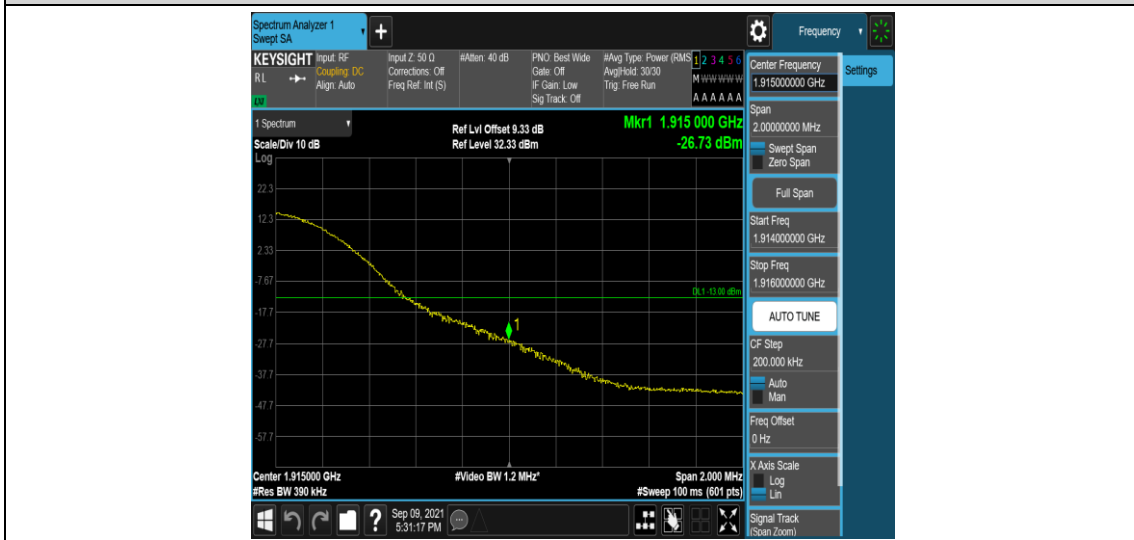 Spectrum Analyzer 1
Swept SA
+
Frequency
KEYSIGHT
RL
Input: RF
Coupling: DC
Align: Auto
Input Z: 50 Ω
Corrections: Off
Freq Ref: Int (S)
#Atten: 40 dB
PNO: Best Wide
Gate: Off
IF Gain: Low
Sig Track: Off
#Avg Type: Power (RMS
Avg|Hold: 30/30
Trig: Free Run
1 2 3 4 5 6
M W W W W W
A A A A A A
1 Spectrum
Scale/Div 10 dB
Log
Ref Lvl Offset 9.33 dB
Ref Level 32.33 dBm
Mkr1 1.915 000 GHz
-26.73 dBm
22.3
12.3
2.33
-7.67
-17.7
-27.7
-37.7
-47.7
-57.7
DL1 -13.00 dBm
1
Center 1.915000 GHz
#Res BW 390 kHz
#Video BW 1.2 MHz*
Span 2.000 MHz
#Sweep 100 ms (601 pts)
Center Frequency
1.915000000 GHz
Settings
Span
2.00000000 MHz
Swept Span
Zero Span
Full Span
Start Freq
1.914000000 GHz
Stop Freq
1.916000000 GHz
AUTO TUNE
CF Step
200.000 kHz
Auto
Man
Freq Offset
0 Hz
X Axis Scale
Log
Lin
Signal Track
(Span Zoom)
?
Sep 09, 2021
5:31:17 PM